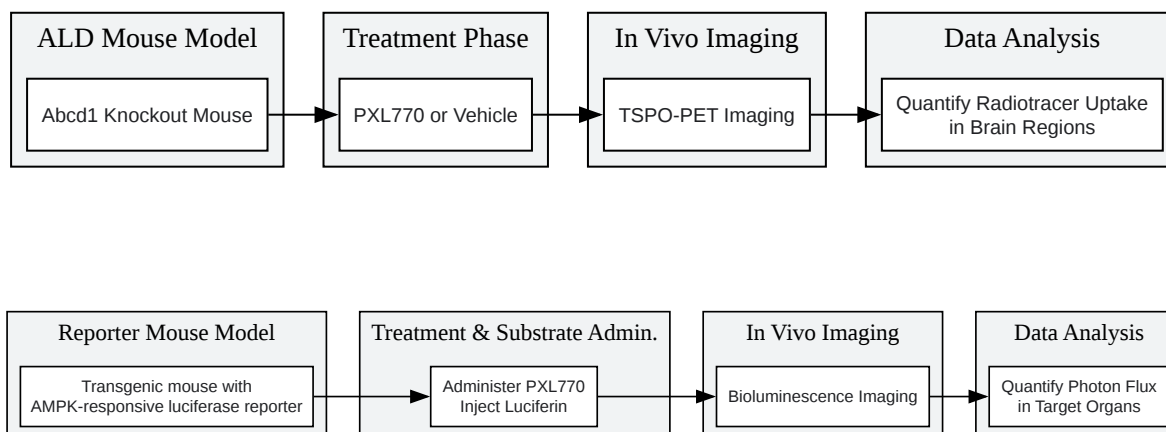 ALD Mouse Model
Treatment Phase
In Vivo Imaging
Data Analysis
Abcd1 Knockout Mouse
PXL770 or Vehicle
TSPO-PET Imaging
Quantify Radiotracer Uptake
in Brain Regions
Reporter Mouse Model
Treatment & Substrate Admin.
In Vivo Imaging
Data Analysis
Transgenic mouse with
AMPK-responsive luciferase reporter
Administer PXL770
Inject Luciferin
Bioluminescence Imaging
Quantify Photon Flux
in Target Organs